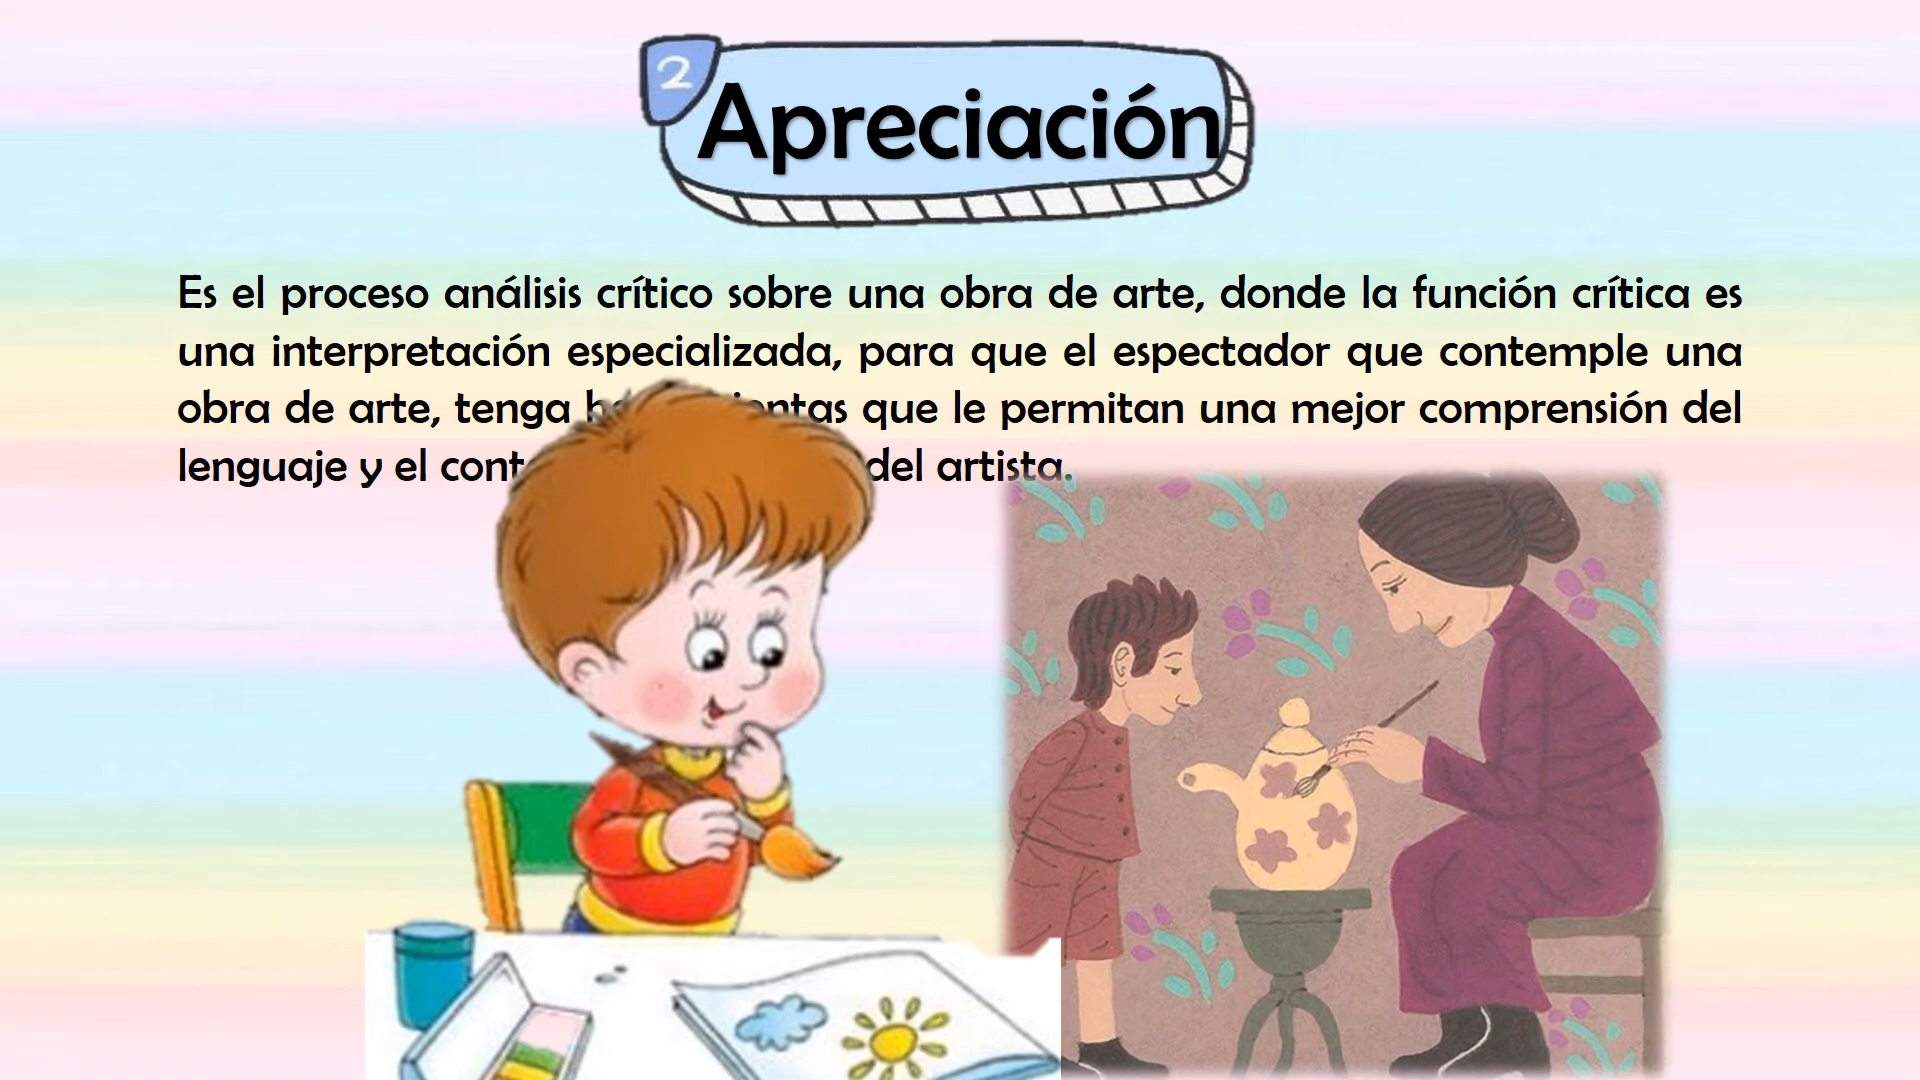 2
Apreciación
Es el proceso análisis crítico sobre una obra de arte, donde la función crítica es
una interpretación especializada, para que el espectador que contemple una
obra de arte, tenga que le permitan una mejor comprensión del
lenguaje y el del artista.